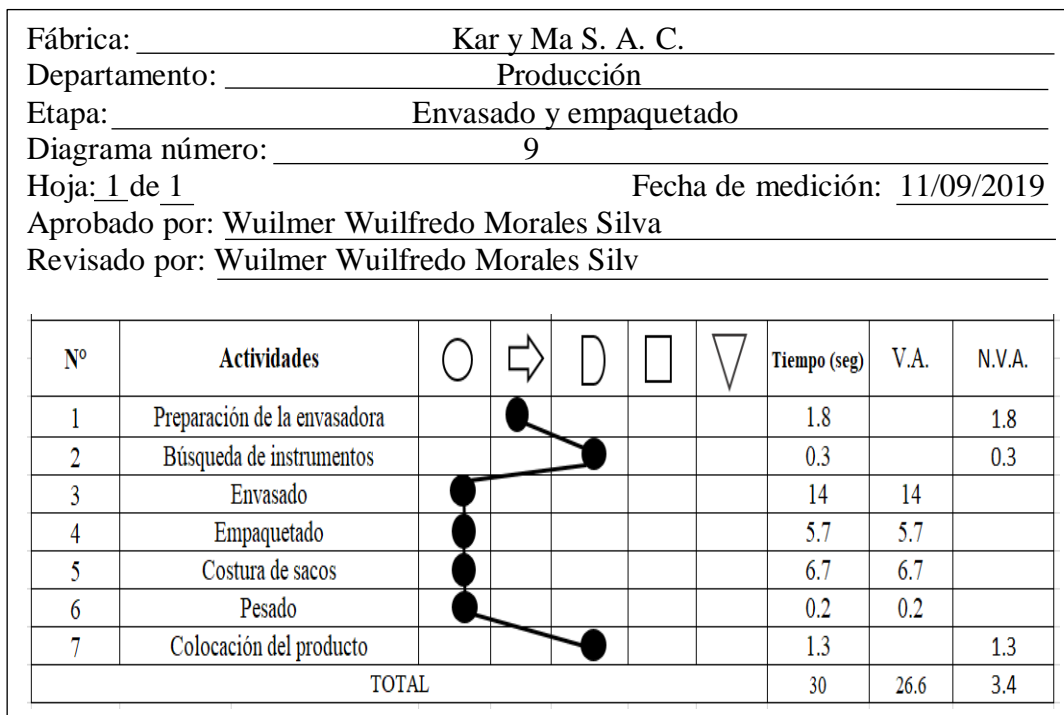 Fábrica: Kar y Ma S. A. C.
Departamento: Producción
Etapa: Envasado y empaquetado
Diagrama número: 9
Hoja: 1 de 1 Fecha de medición: 11/09/2019
Aprobado por: Wuilmer Wuilfredo Morales Silva
Revisado por: Wuilmer Wuilfredo Morales Silv
N° Actividades Tiempo (seg) V.A. N.V.A.
1 Preparación de la envasadora 1.8 1.8
2 Búsqueda de instrumentos 0.3 0.3
3 Envasado 14 14
4 Empaquetado 5.7 5.7
5 Costura de sacos 6.7 6.7
6 Pesado 0.2 0.2
7 Colocación del producto 1.3 1.3
TOTAL 30 26.6 3.4